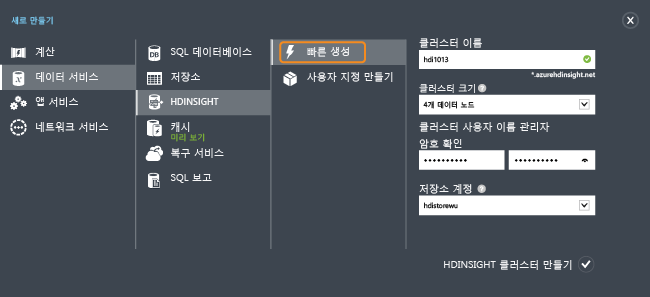 새로 만들기
계산
데이터 서비스
앱 서비스
네트워크 서비스
SQL 데이터베이스
저장소
HDINSIGHT
캐시
미리 보기
복구 서비스
SQL 보고
빠른 생성
사용자 지정 만들기
클러스터 이름
hdi1013
*.azurehdinsight.net
클러스터 크기 ?
4개 데이터 노드
클러스터 사용자 이름 관리자
암호 확인
•••••••••• ••••••••••
저장소 계정 ?
hdistorewu
HDINSIGHT 클러스터 만들기